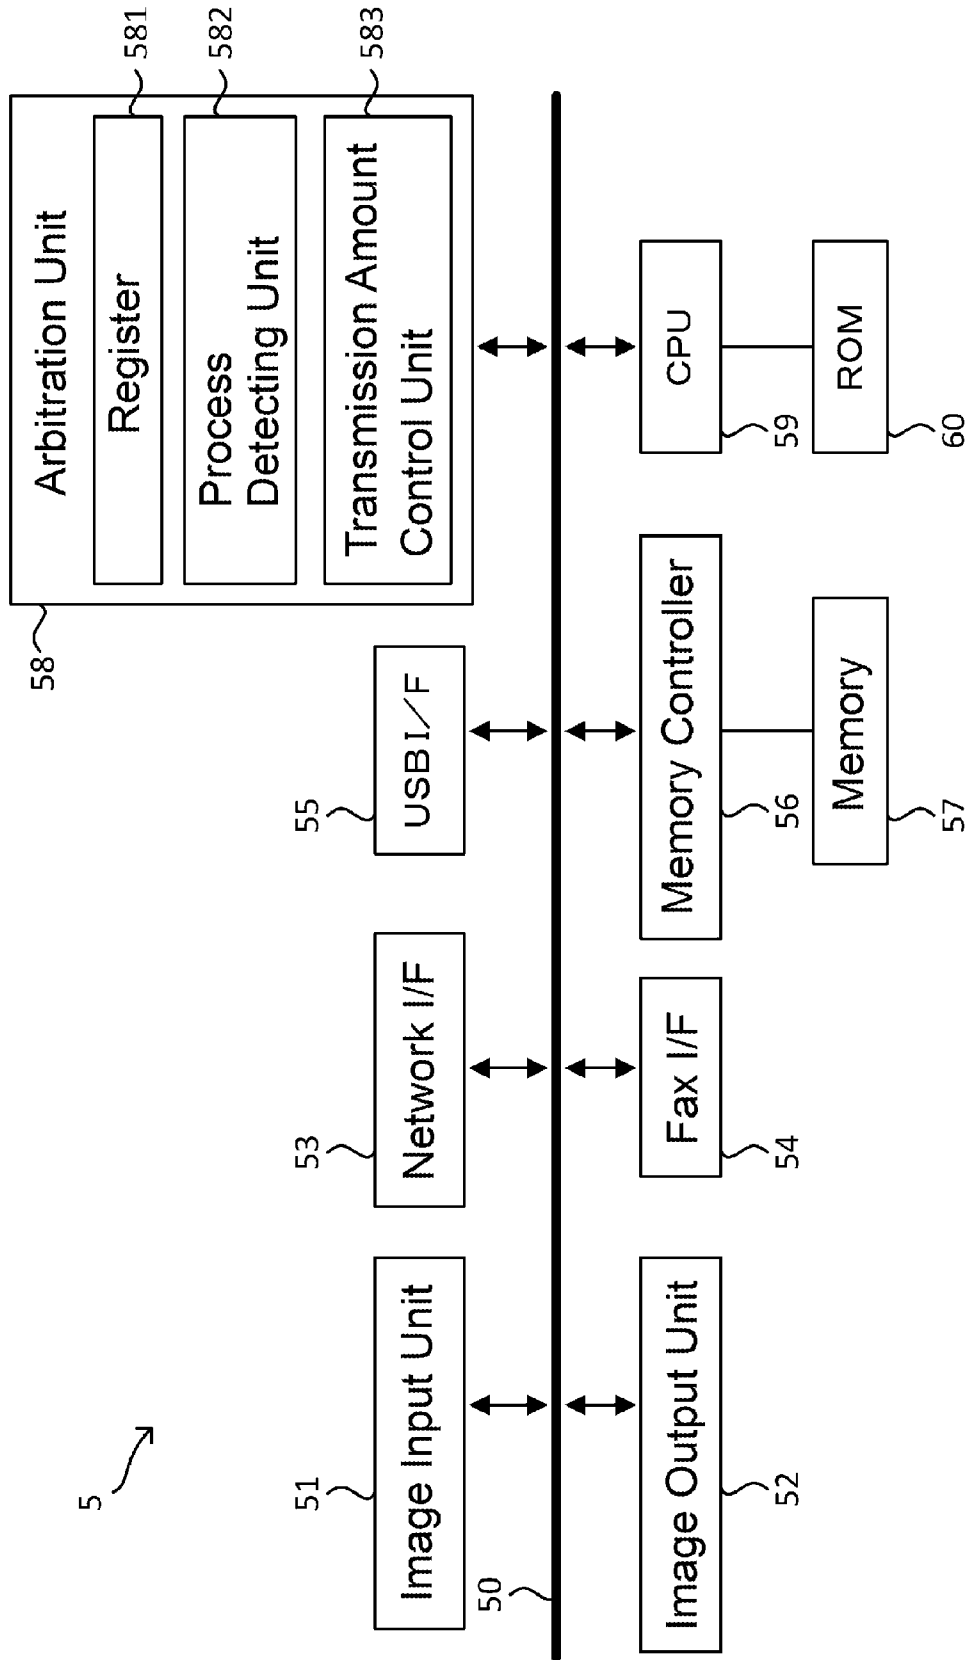 5
51
Image Input Unit
53
Network I/F
55
USBI/F
58
Arbitration Unit
Register
581
Process
Detecting Unit
582
Transmission Amount
Control Unit
583
50
Image Output Unit
52
Fax I/F
54
Memory Controller
56
Memory
57
CPU
59
ROM
60